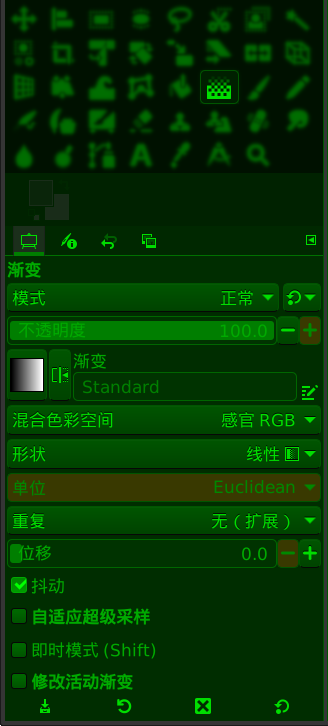 渐变
模式 正常
不透明度 100.0
渐变
Standard
混合色彩空间 感官 RGB
形状 线性
单位 Euclidean
重复 无（扩展）
位移 0.0
抖动
自适应超级采样
即时模式 (Shift)
修改活动渐变